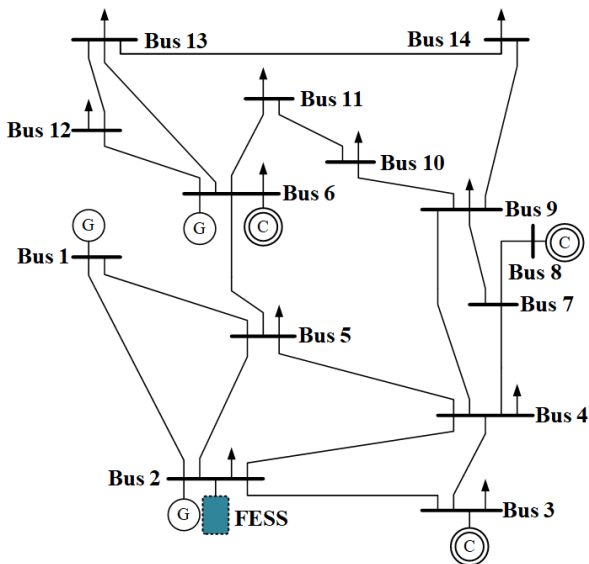 Bus 13
Bus 14
Bus 11
Bus 12
Bus 10
Bus 6
Bus 9
G
G
C
C
Bus 1
Bus 8
Bus 7
Bus 5
Bus 4
Bus 2
G
FESS
Bus 3
C